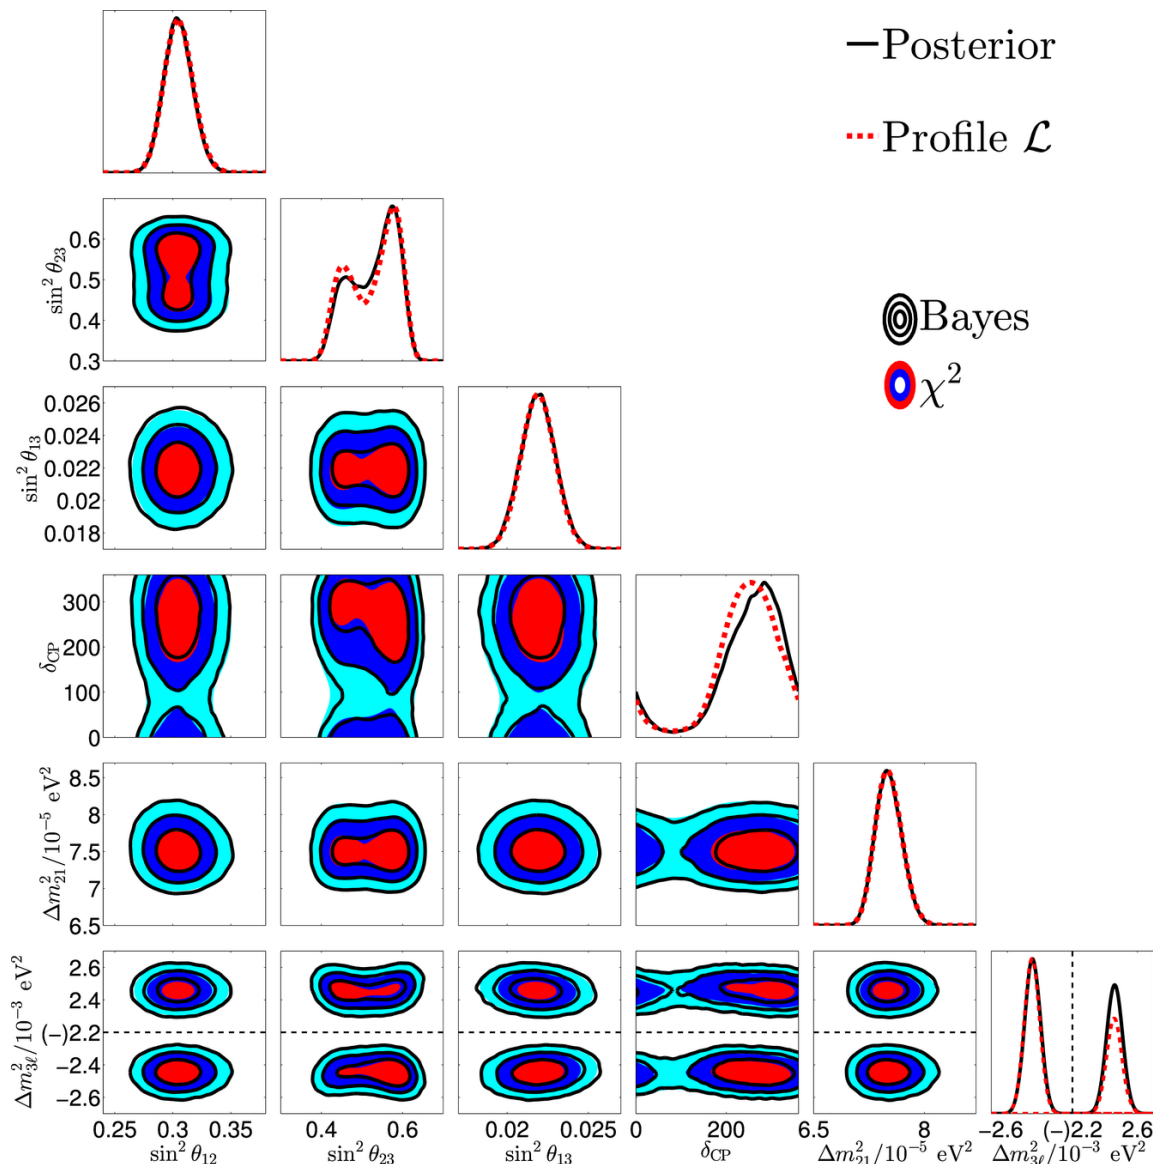 Posterior
Profile ℒ
sin² θ₂₃
0.6
0.5
0.4
0.3
Bayes
χ²
sin² θ₁₃
0.026
0.024
0.022
0.02
0.018
δ_CP
300
200
100
0
Δm²₂₁/10⁻⁵ eV²
8.5
8
7.5
7
6.5
Δm²₃ℓ/10⁻³ eV²
2.6
2.4
(−)2.2
−2.4
−2.6
0.25 0.3 0.35 0.4 0.6 0.02 0.025 0 200 6.5 8 −2.6 (−)2.2 2.6
sin² θ₁₂ sin² θ₂₃ sin² θ₁₃ δ_CP Δm²₂₁/10⁻⁵ eV² Δm²₃ℓ/10⁻³ eV²